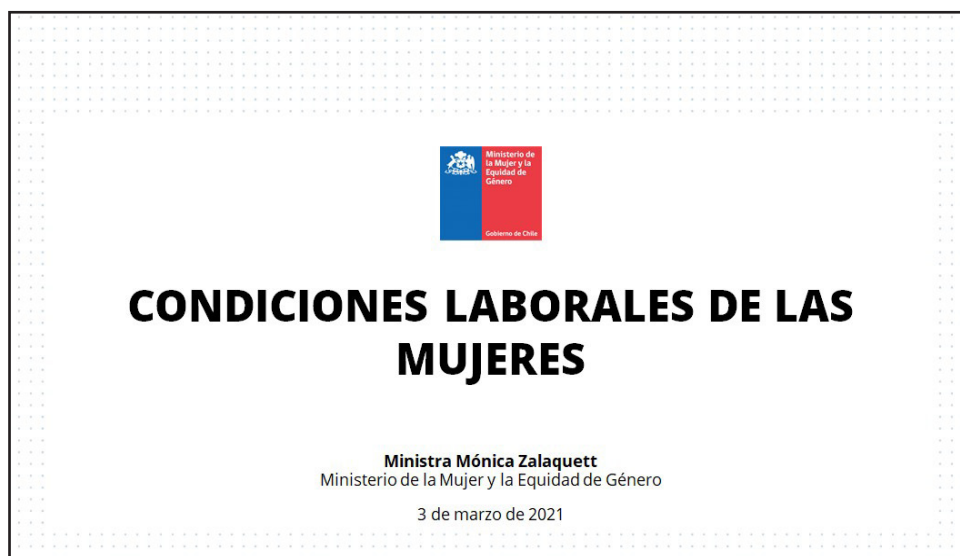 Ministerio de
la Mujer y la
Equidad de
Género
Gobierno de Chile
CONDICIONES LABORALES DE LAS
MUJERES
Ministra Mónica Zalaquett
Ministerio de la Mujer y la Equidad de Género
3 de marzo de 2021